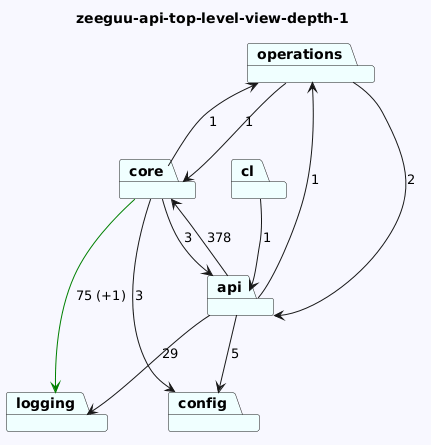 zeeguu-api-top-level-view-depth-1
operations
1
1
core
cl
1
2
3
378
1
api
75 (+1)
3
29
5
logging
config